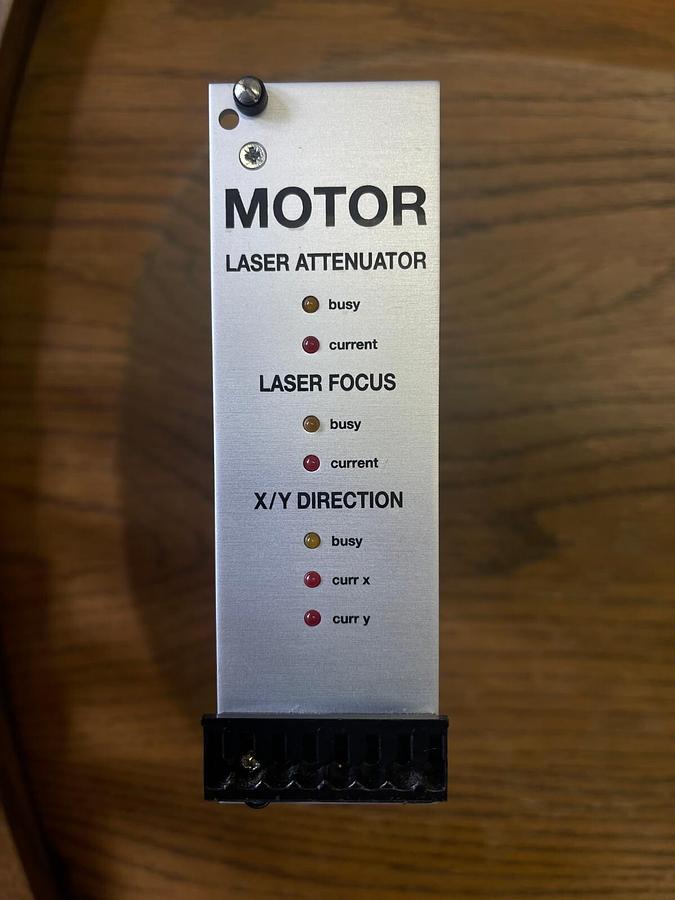 MOTOR
LASER ATTENUATOR
busy
current
LASER FOCUS
busy
current
X/Y DIRECTION
busy
curr x
curr y